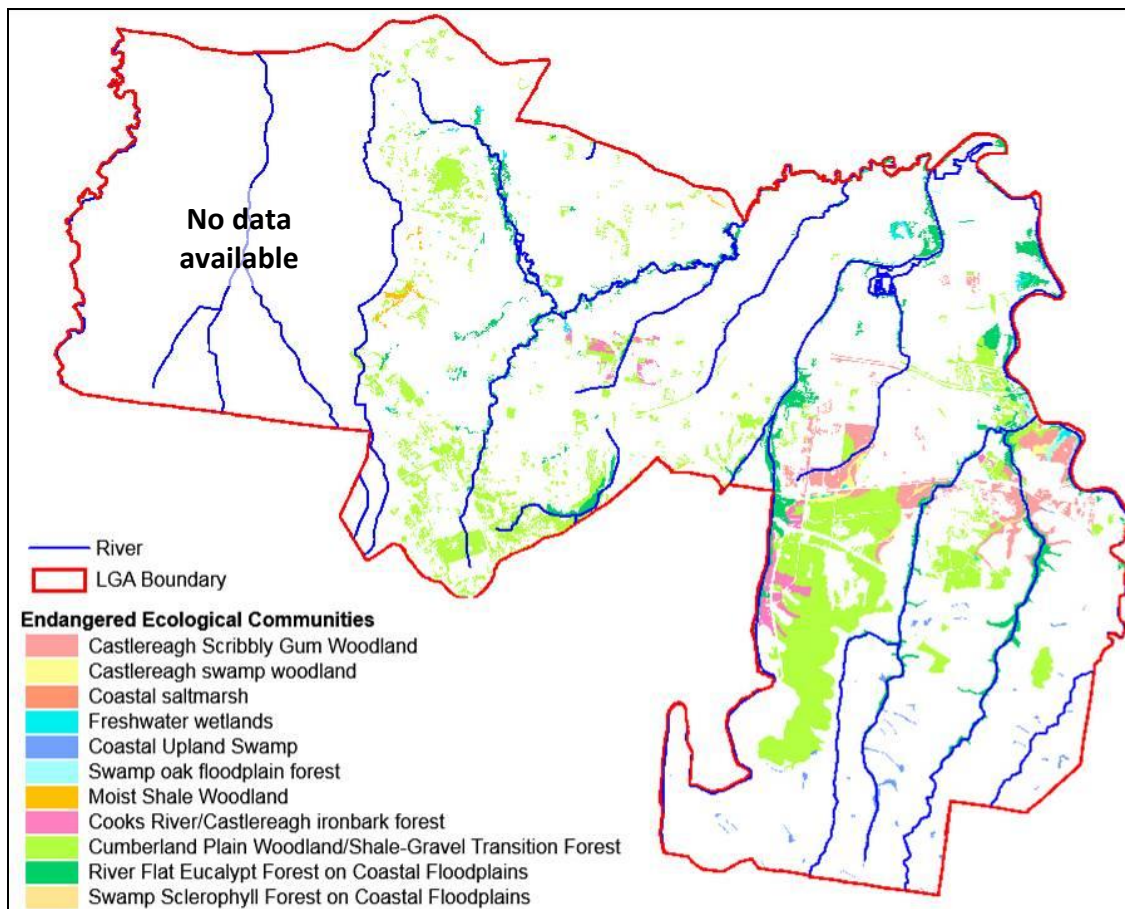 No data
available
River
LGA Boundary
Endangered Ecological Communities
Castlereagh Scribbly Gum Woodland
Castlereagh swamp woodland
Coastal saltmarsh
Freshwater wetlands
Coastal Upland Swamp
Swamp oak floodplain forest
Moist Shale Woodland
Cooks River/Castlereagh ironbark forest
Cumberland Plain Woodland/Shale-Gravel Transition Forest
River Flat Eucalypt Forest on Coastal Floodplains
Swamp Sclerophyll Forest on Coastal Floodplains